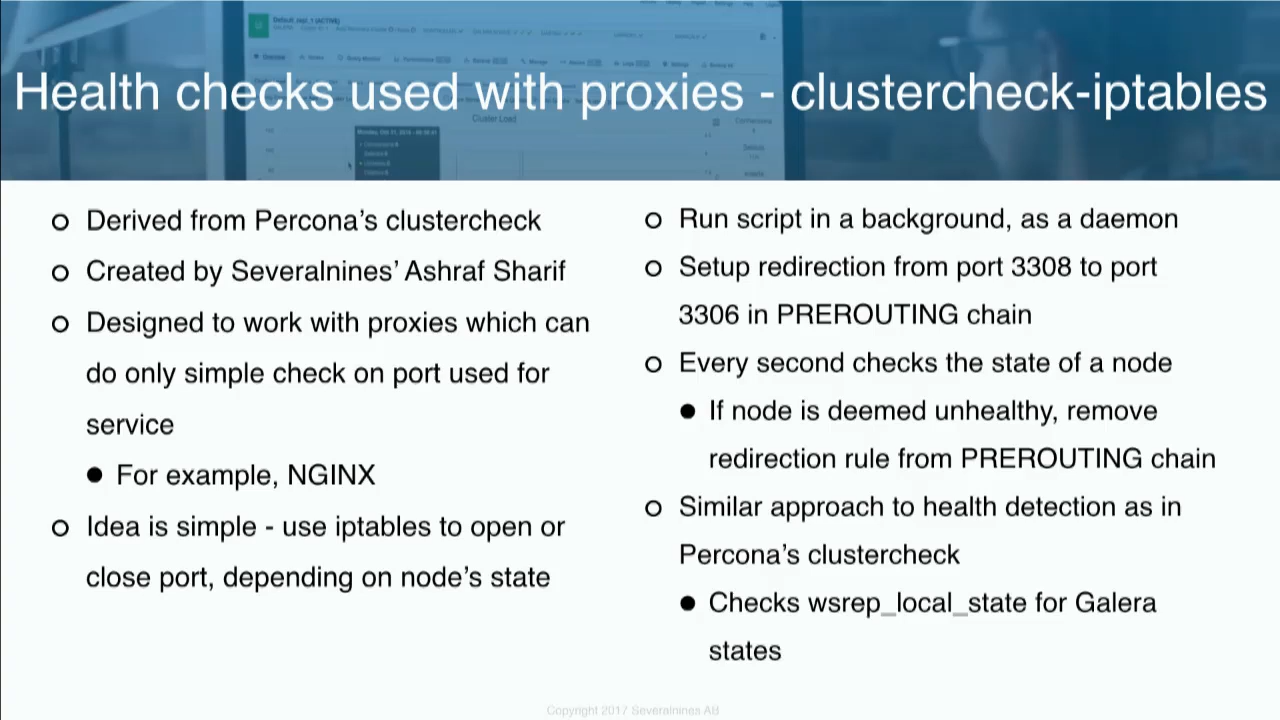 Default_repl_1 (ACTIVE)
Health checks used with proxies - clustercheck-iptables
Cluster Load
Derived from Percona’s clustercheck
Created by Severalnines’ Ashraf Sharif
Designed to work with proxies which can
do only simple check on port used for
service
For example, NGINX
Idea is simple - use iptables to open or
close port, depending on node’s state
Run script in a background, as a daemon
Setup redirection from port 3308 to port
3306 in PREROUTING chain
Every second checks the state of a node
If node is deemed unhealthy, remove
redirection rule from PREROUTING chain
Similar approach to health detection as in
Percona’s clustercheck
Checks wsrep_local_state for Galera
states
Copyright 2017 Severalnines AB